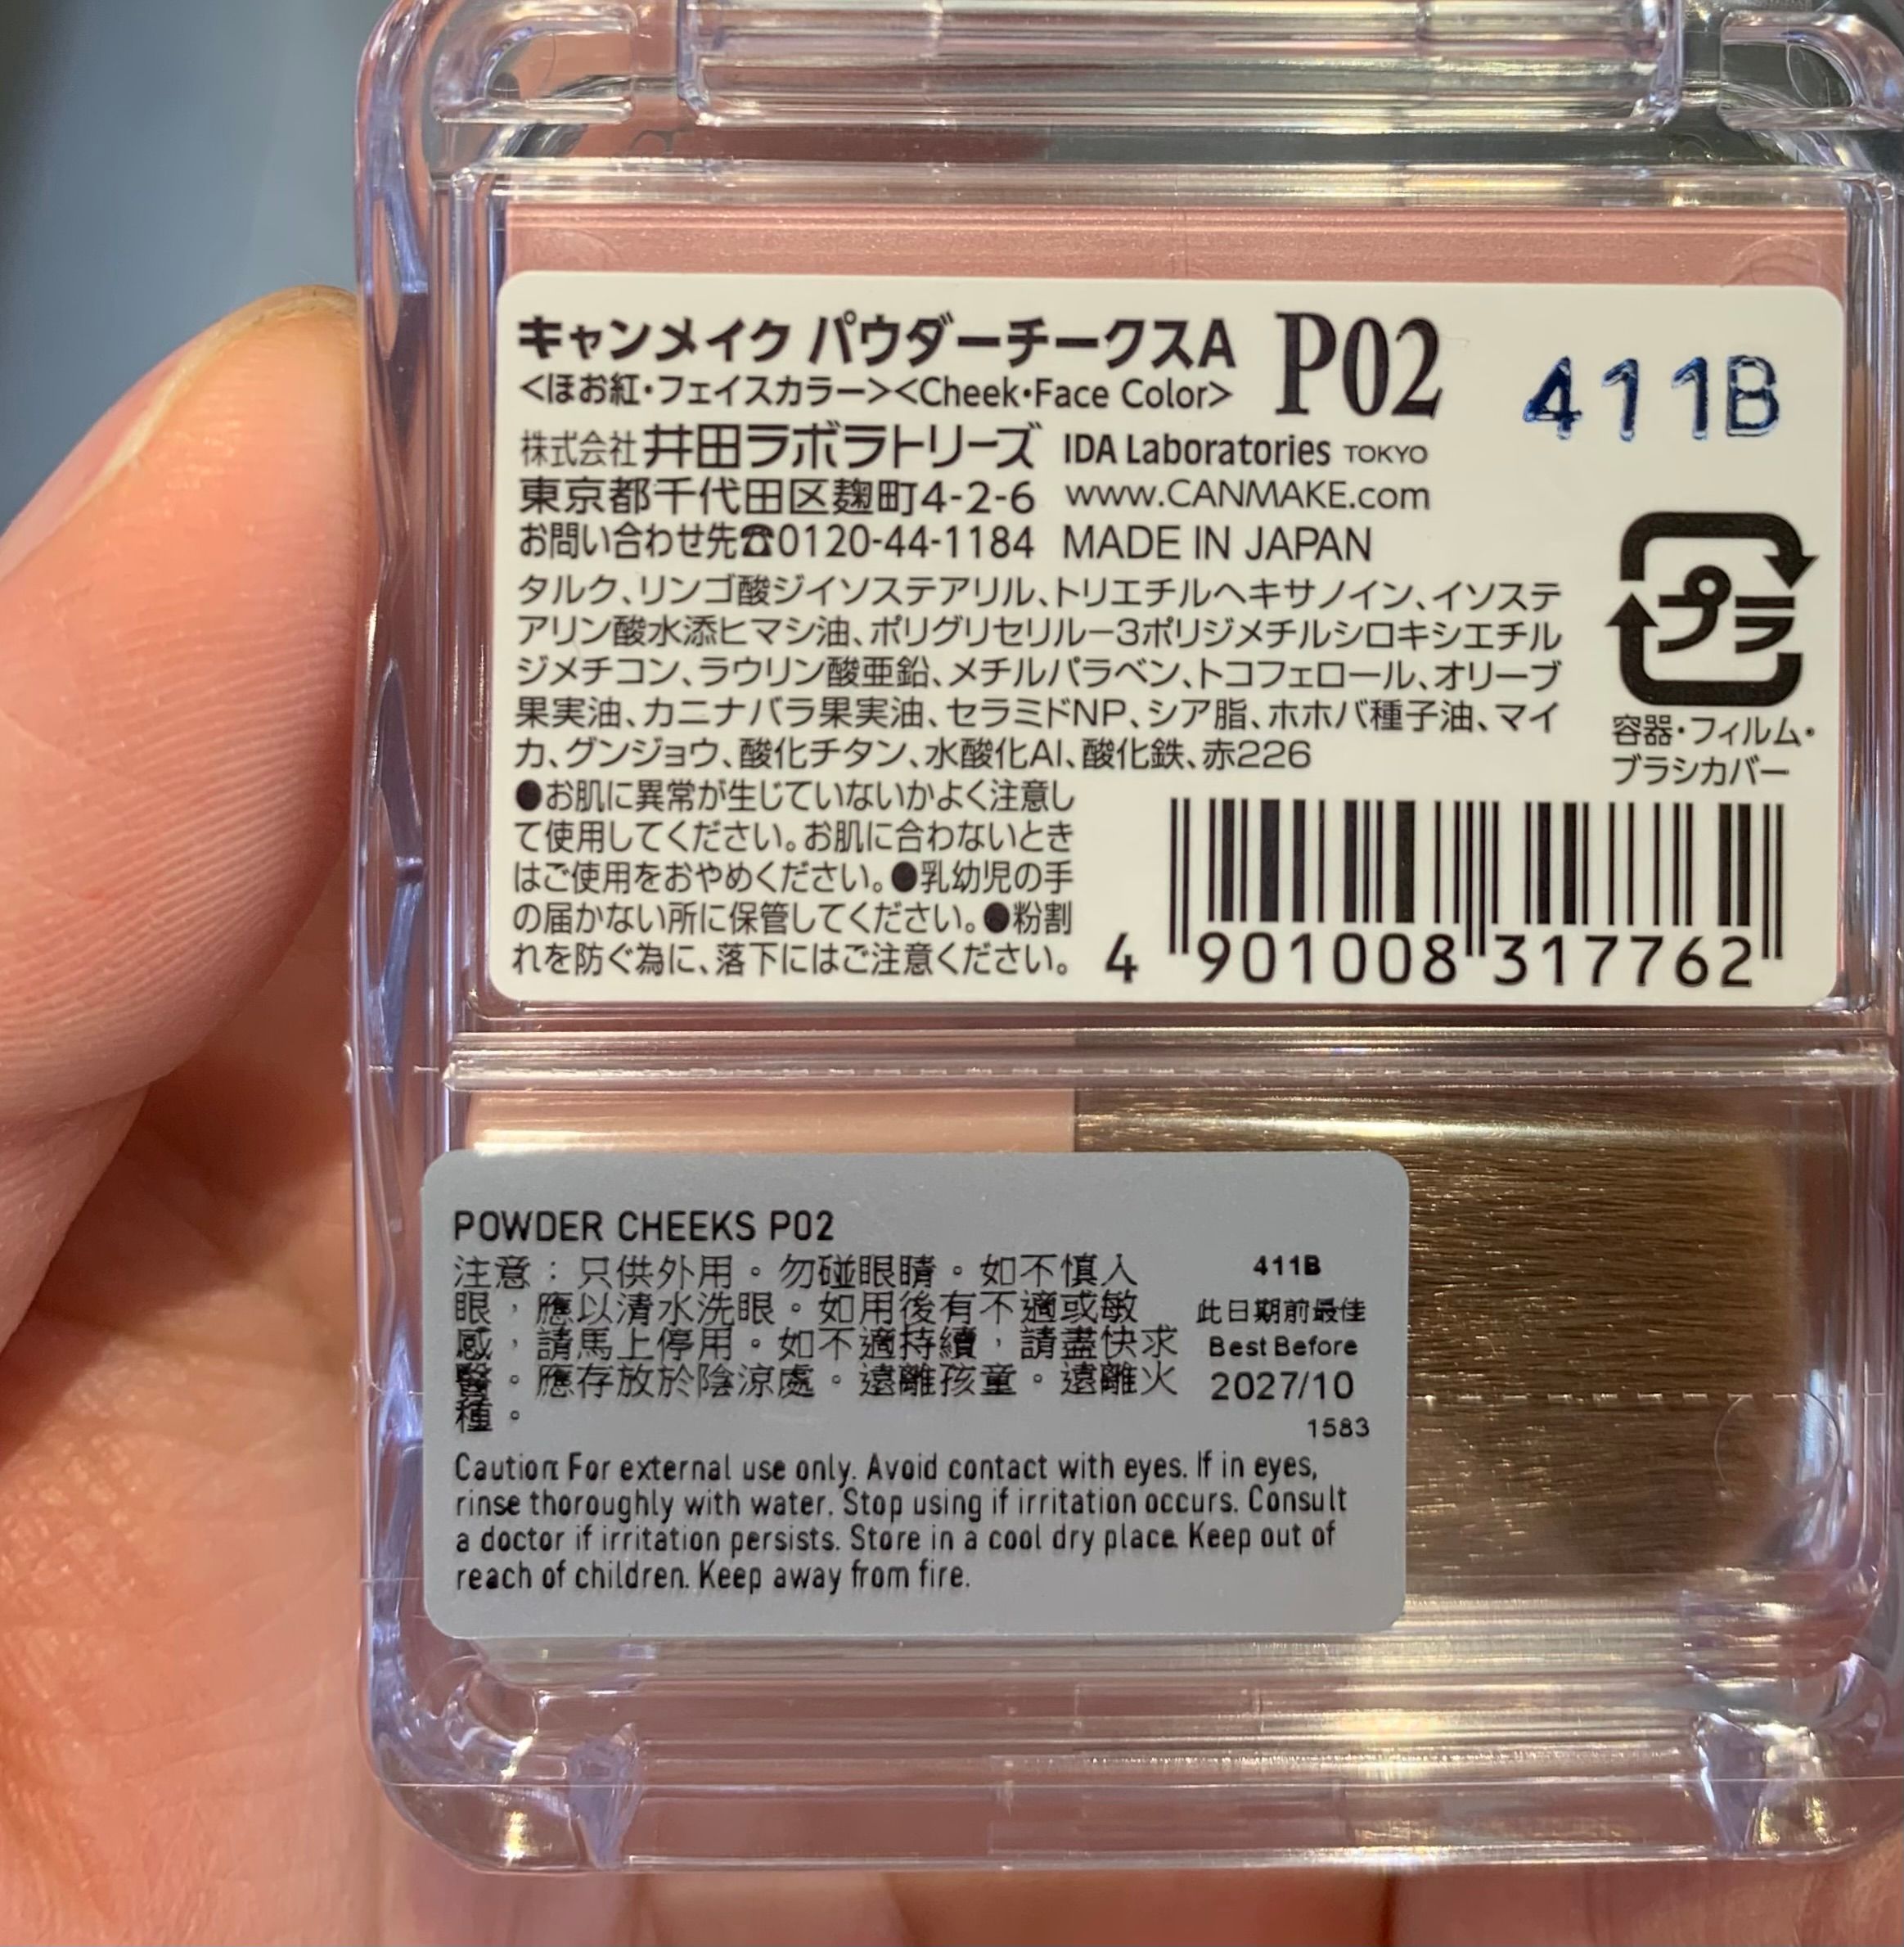 キャンメイク パウダーチークスA P02
411B
<ほお紅・フェイスカラー><Cheek・Face Color>
株式会社 井田ラボラトリーズ IDA Laboratories TOKYO
東京都千代田区麹町4-2-6 www.CANMAKE.com
お問い合わせ先☎0120-44-1184 MADE IN JAPAN
タルク、リンゴ酸ジイソステアリル、トリエチルヘキサノイン、イソステ
アリン酸水添ヒマシ油、ポリグリセリル-3ポリジメチルシロキシエチル
ジメチコン、ラウリン酸亜鉛、メチルパラベン、トコフェロール、オリーブ
果実油、カニナバラ果実油、セラミドNP、シア脂、ホホバ種子油、マイ
カ、グンジョウ、酸化チタン、水酸化Al、酸化鉄、赤226
プラ
容器・フィルム・
ブラシカバー
●お肌に異常が生じていないかよく注意し
て使用してください。お肌に合わないとき
はご使用をおやめください。●乳幼児の手
の届かない所に保管してください。●粉割
れを防ぐ為に、落下にはご注意ください。
4 901008 317762
POWDER CHEEKS P02
注意：只供外用。勿碰眼睛。如不慎入
眼，應以清水洗眼。如用後有不適或敏
感，請馬上停用。如不適持續，請盡快求
醫。應存放於陰涼處。遠離孩童。遠離火
種。
411B
此日期前最佳
Best Before
2027/10
1583
Caution: For external use only. Avoid contact with eyes. If in eyes,
rinse thoroughly with water. Stop using if irritation occurs. Consult
a doctor if irritation persists. Store in a cool dry place. Keep out of
reach of children. Keep away from fire.